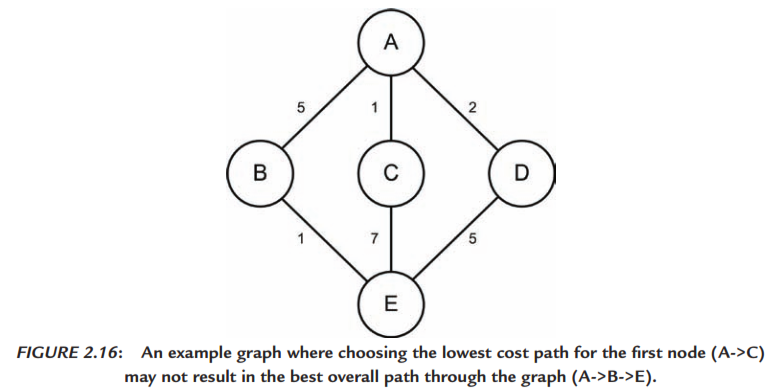 A
5
1
2
B
C
D
1
7
5
E
FIGURE 2.16: An example graph where choosing the lowest cost path for the first node (A->C)
may not result in the best overall path through the graph (A->B->E).